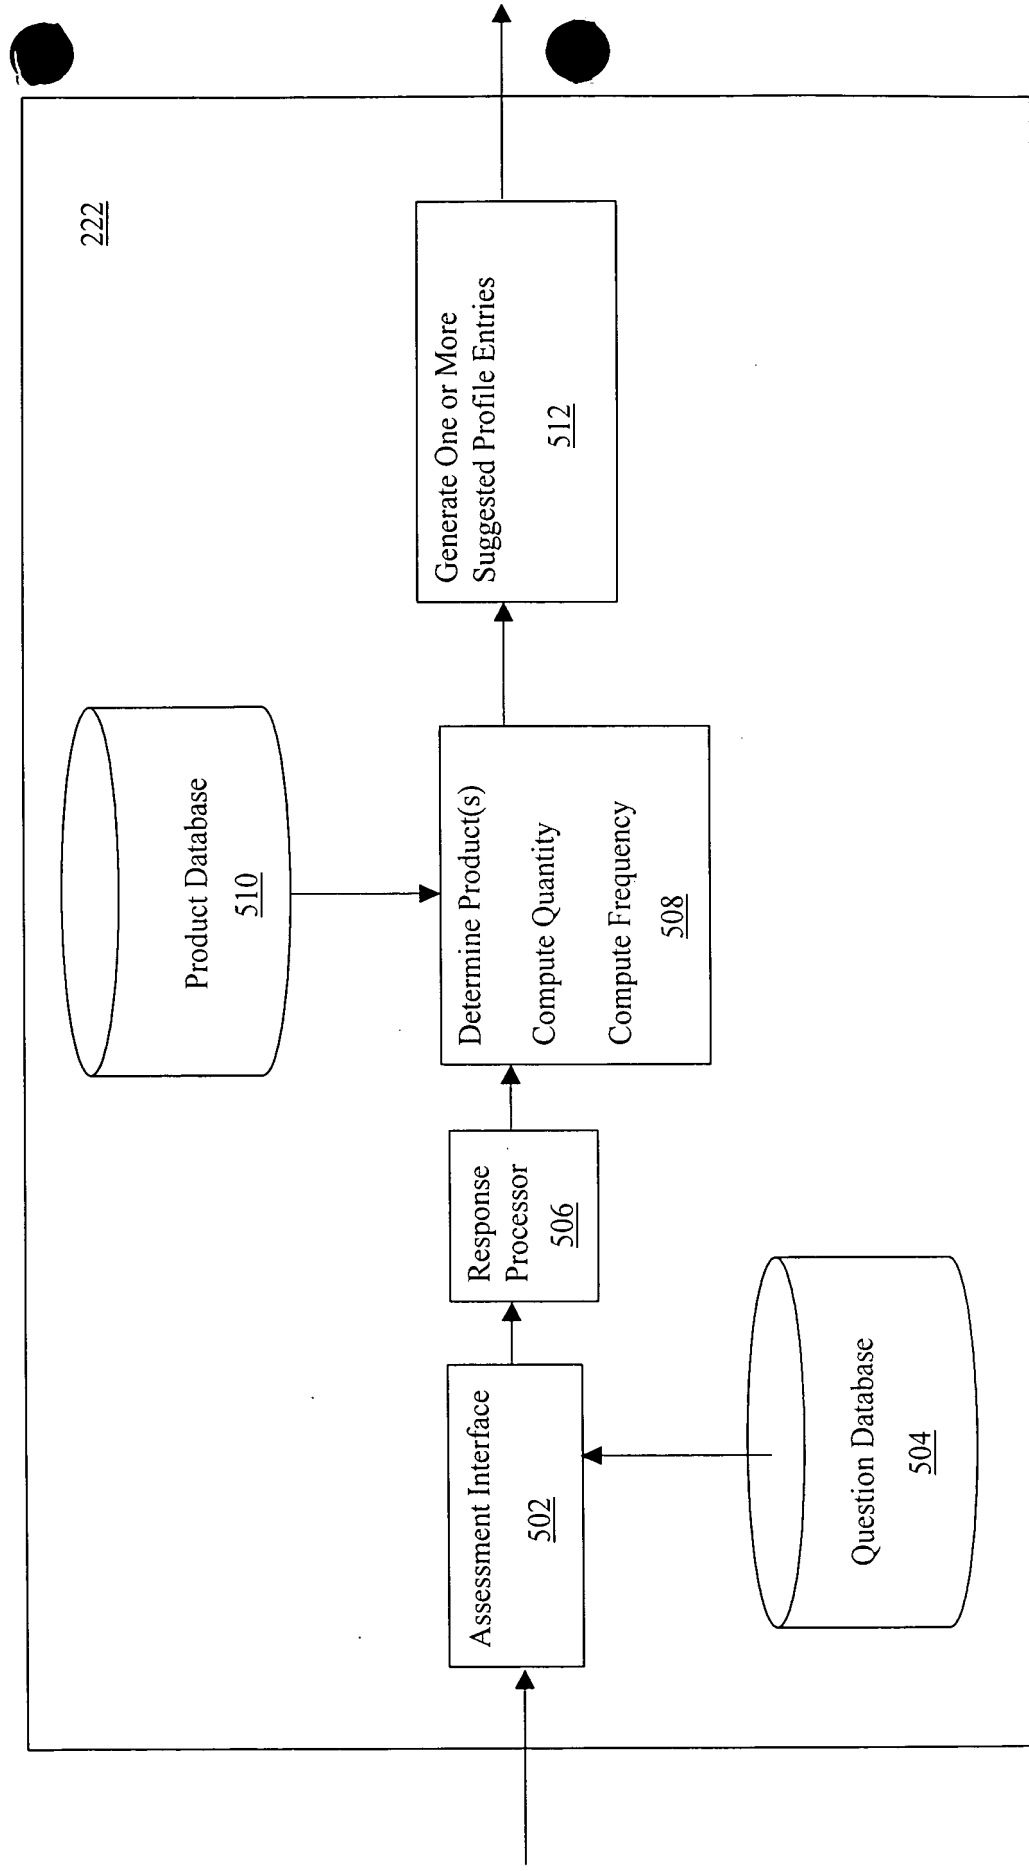 222
Product Database
510
Assessment Interface
502
Response
Processor
506
Determine Product(s)
Compute Quantity
Compute Frequency
508
Generate One or More
Suggested Profile Entries
512
Question Database
504